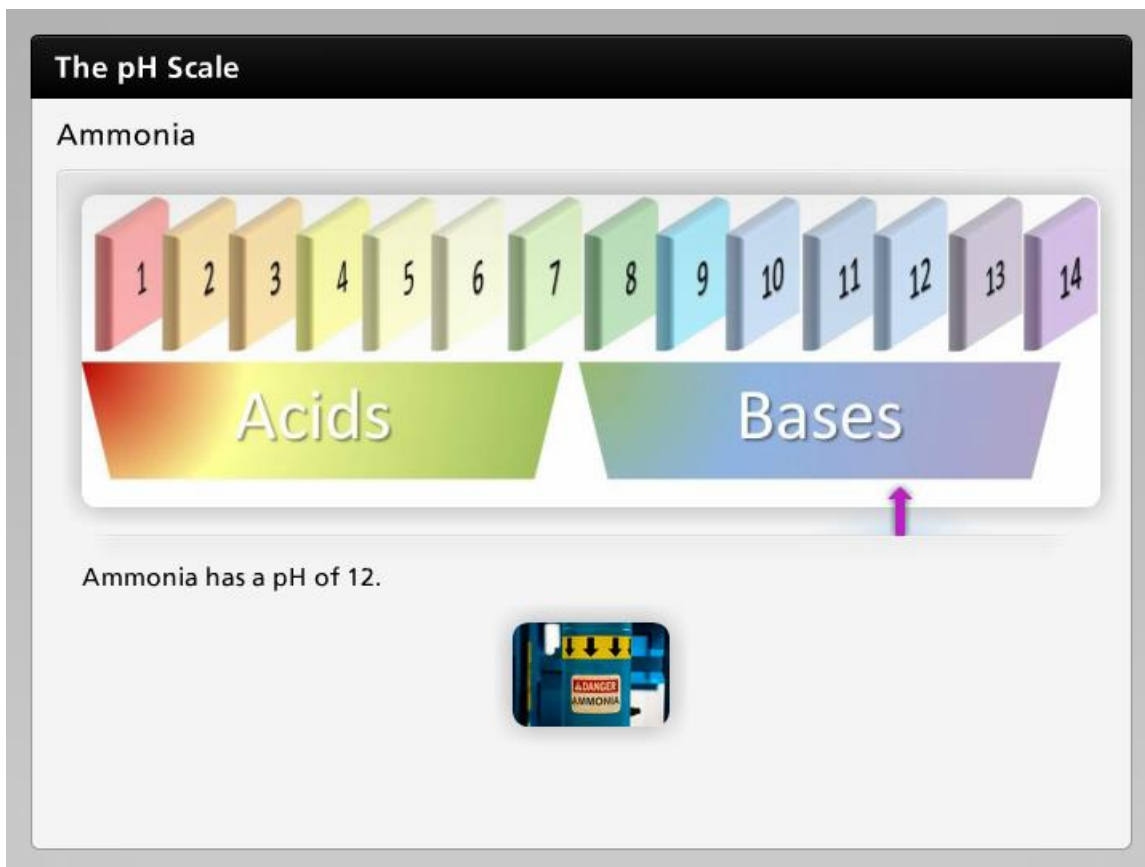 The pH Scale
Ammonia
1 2 3 4 5 6 7 8 9 10 11 12 13 14
Acids Bases
Ammonia has a pH of 12.
DANGER
AMMONIA